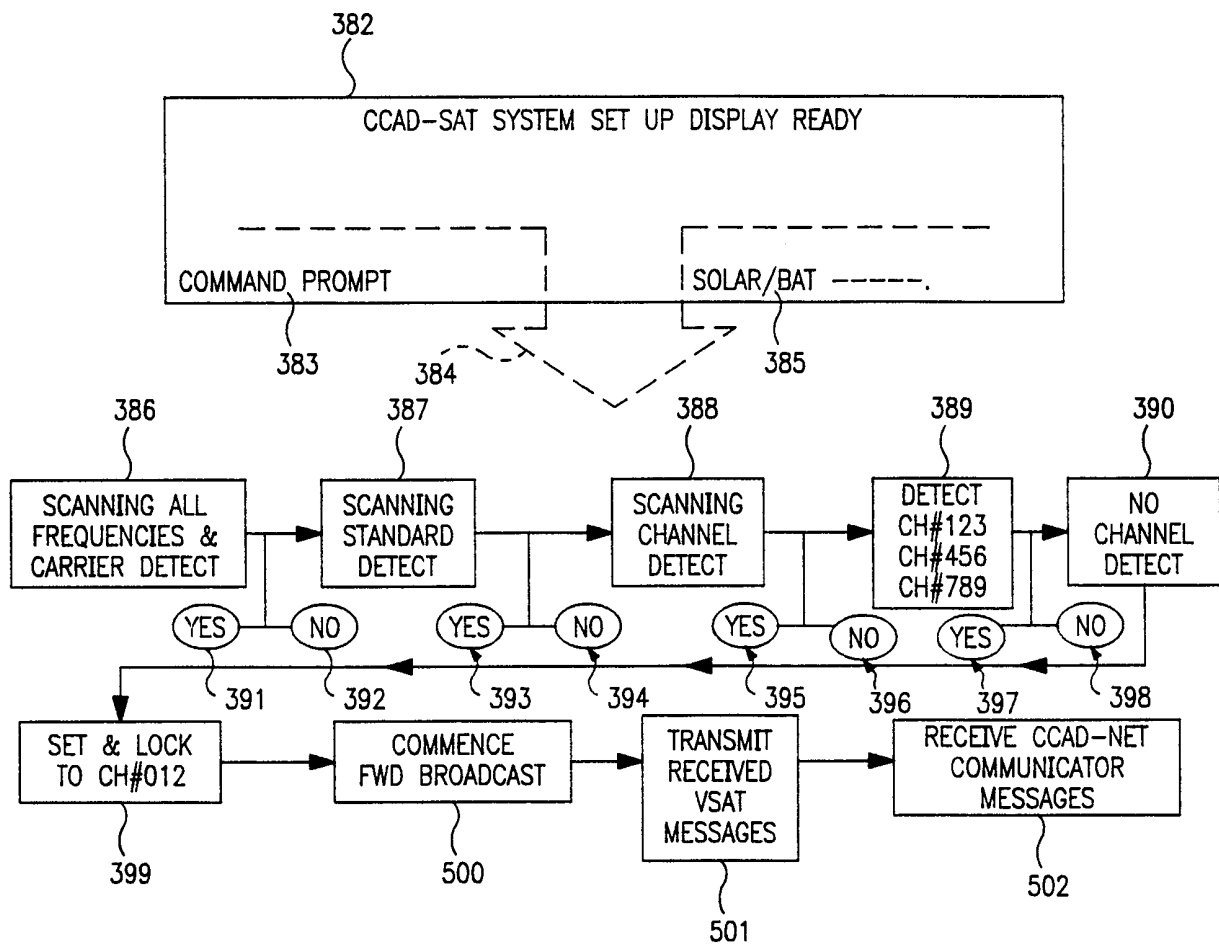 382
CCAD-SAT SYSTEM SET UP DISPLAY READY
COMMAND PROMPT
SOLAR/BAT ------.
383
384
385
386
387
388
389
390
SCANNING ALL
FREQUENCIES &
CARRIER DETECT
SCANNING
STANDARD
DETECT
SCANNING
CHANNEL
DETECT
DETECT
CH#123
CH#456
CH#789
NO
CHANNEL
DETECT
YES
NO
YES
NO
YES
NO
YES
NO
391
392
393
394
395
396
397
398
SET & LOCK
TO CH#012
COMMENCE
FWD BROADCAST
TRANSMIT
RECEIVED
VSAT
MESSAGES
RECEIVE CCAD-NET
COMMUNICATOR
MESSAGES
399
500
501
502